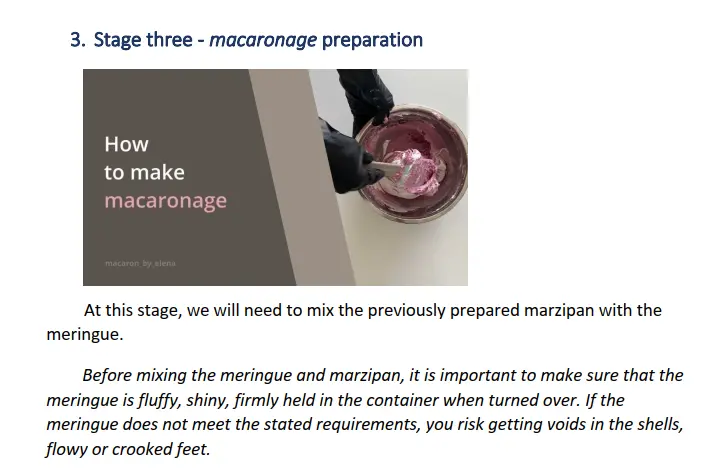 3. Stage three - macaronage preparation
How
to make
macaronage
macaron_by_elena
At this stage, we will need to mix the previously prepared marzipan with the
meringue.
Before mixing the meringue and marzipan, it is important to make sure that the
meringue is fluffy, shiny, firmly held in the container when turned over. If the
meringue does not meet the stated requirements, you risk getting voids in the shells,
flowy or crooked feet.